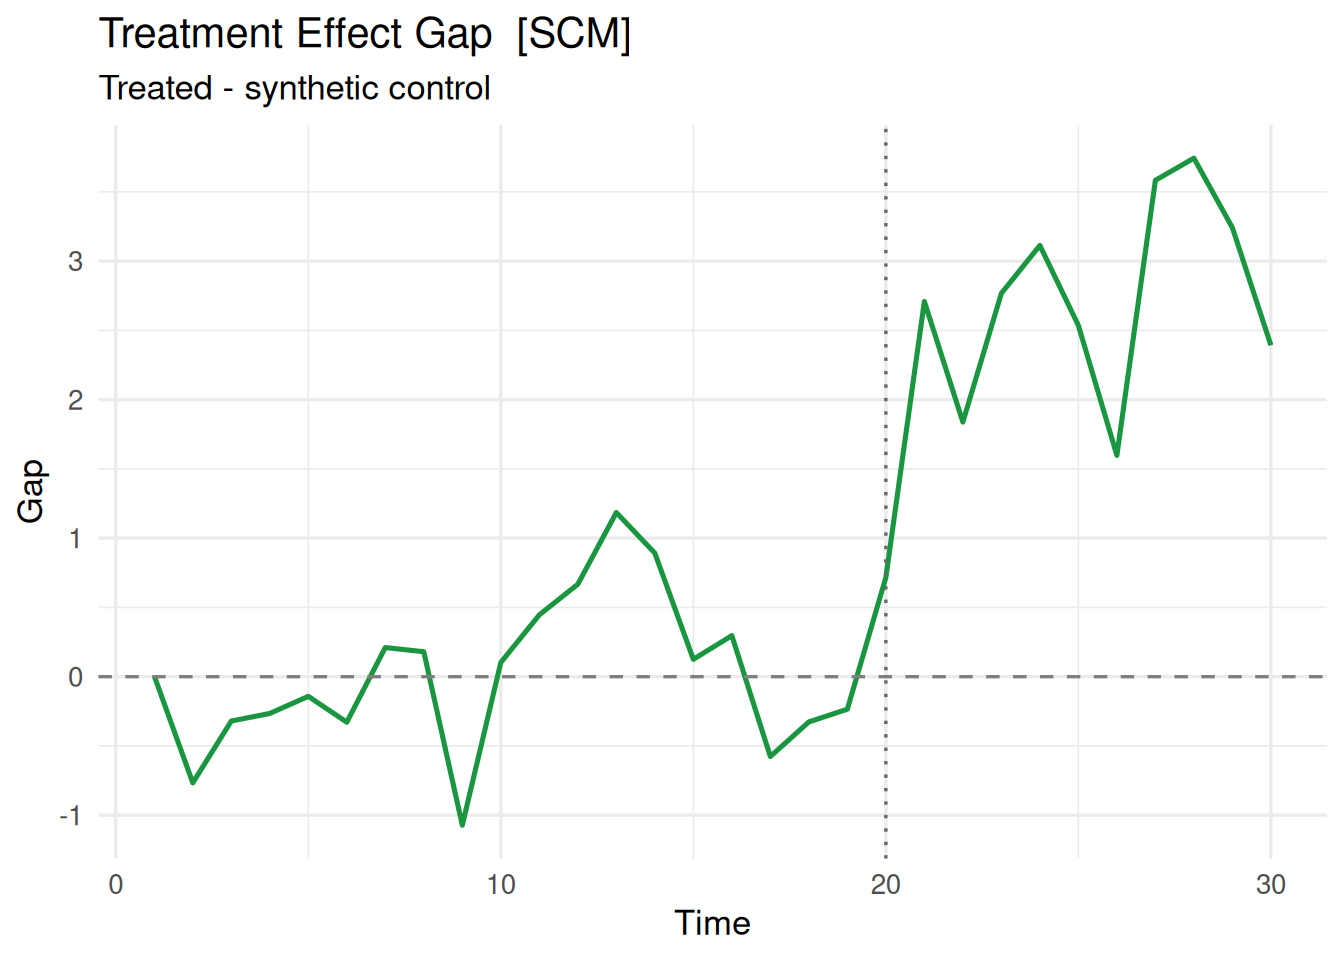 Treatment Effect Gap  [SCM]
Treated - synthetic control
Gap
3
2
1
0
-1
0 10 20 30
Time